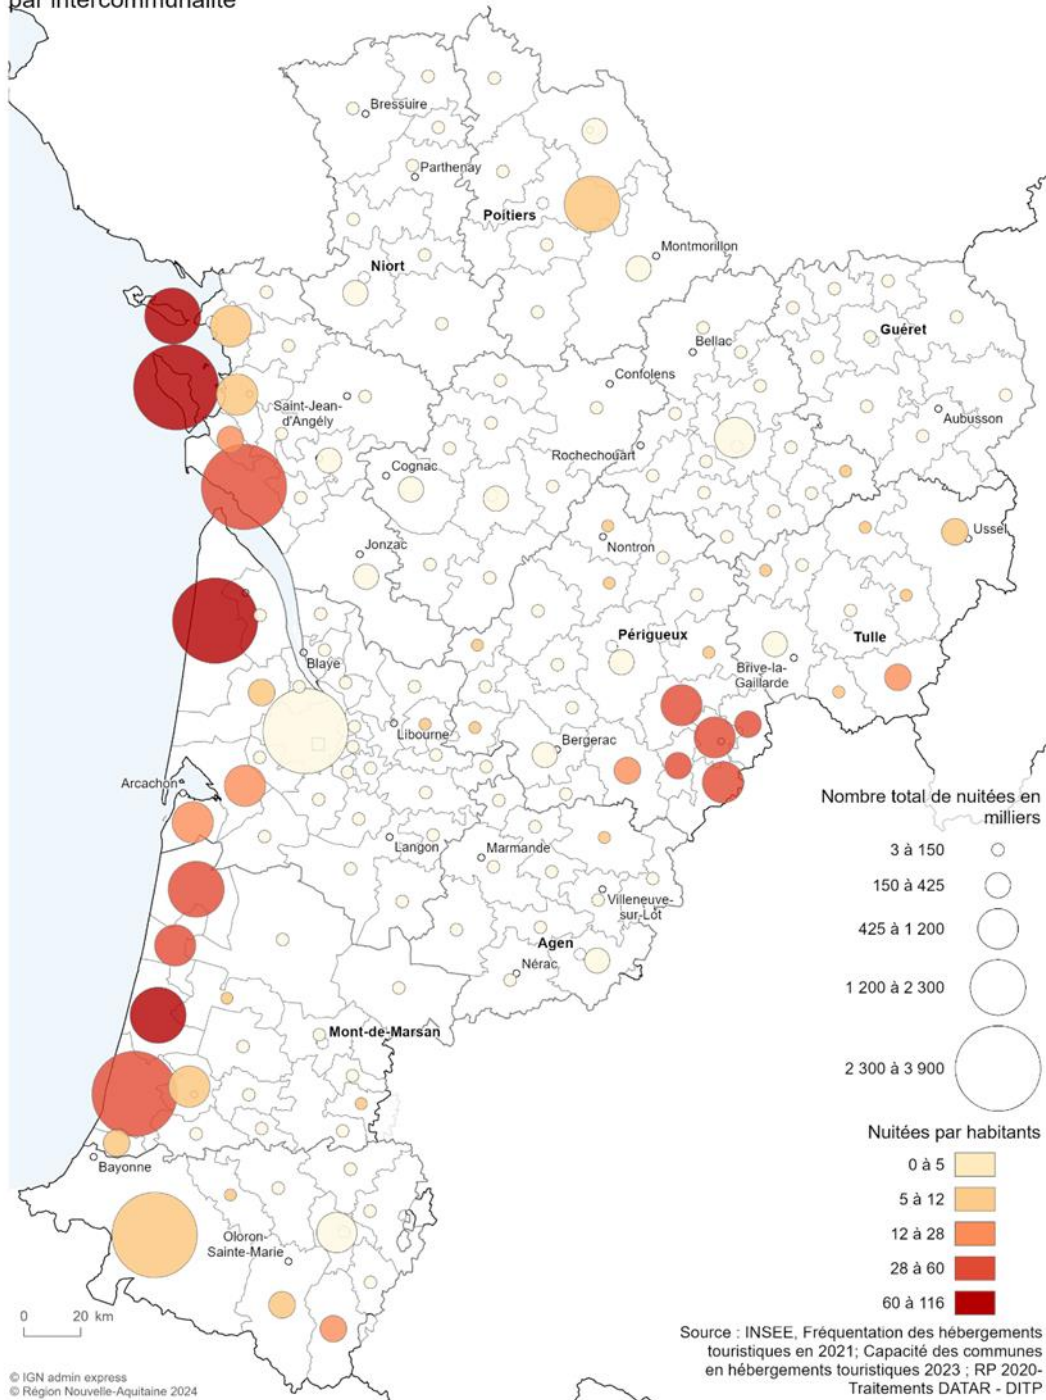 par intercommunalité
Bressuire
Parthenay
Poitiers
Montmorillon
Niort
Guéret
Bellac
Confolens
Saint-Jean-
d'Angély
Aubusson
Rochechouart
Cognac
Ussel
Jonzac
Nontron
Périgueux
Tulle
Blaye
Brive-la-
Gaillarde
Libourne
Bergerac
Arcachon
Langon
Marmande
Villeneuve-
sur-Lot
Agen
Nérac
Mont-de-Marsan
Bayonne
Oloron-
Sainte-Marie
Nombre total de nuitées en
milliers
3 à 150
150 à 425
425 à 1 200
1 200 à 2 300
2 300 à 3 900
Nuitées par habitants
0 à 5
5 à 12
12 à 28
28 à 60
60 à 116
0 20 km
Source : INSEE, Fréquentation des hébergements
touristiques en 2021; Capacité des communes
en hébergements touristiques 2023 ; RP 2020-
Traitements DATAR - DITP
© IGN admin express
© Région Nouvelle-Aquitaine 2024